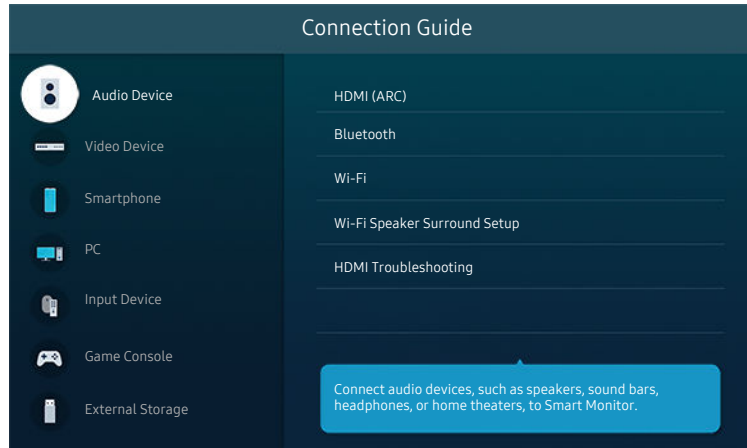 Connection Guide
Audio Device
Video Device
Smartphone
PC
Input Device
Game Console
External Storage
HDMI (ARC)
Bluetooth
Wi-Fi
Wi-Fi Speaker Surround Setup
HDMI Troubleshooting
Connect audio devices, such as speakers, sound bars,
headphones, or home theaters, to Smart Monitor.